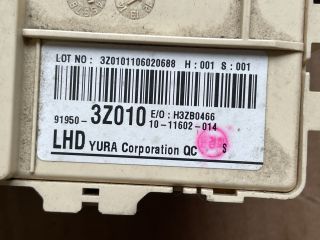 LOT NO : 3Z0101106020688 H : 001 S : 001
91950- 3Z010 E/O : H3ZB0466
10-11602-014
LHD YURA Corporation QC S